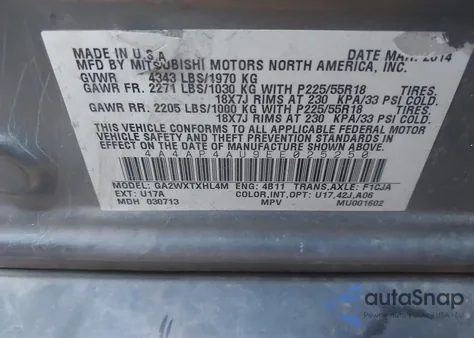 MADE IN U.S.A. DATE MAR. 2014
MFD BY MITSUBISHI MOTORS NORTH AMERICA, INC.
GVWR 4343 LBS/1970 KG
GAWR FR. 2271 LBS/1030 KG WITH P225/55R18 TIRES.
18X7J RIMS AT 230 KPA/33 PSI COLD.
GAWR RR. 2205 LBS/1000 KG WITH P225/55R18 TIRES.
18X7J RIMS AT 230 KPA/33 PSI COLD.
THIS VEHICLE CONFORMS TO ALL APPLICABLE FEDERAL MOTOR
VEHICLE SAFETY AND THEFT PREVENTION STANDARDS
IN EFFECT ON THE DATE OF MANUFACTURE SHOWN ABOVE.
4A4AP4AU9EE025250
MODEL: GA2WXTXHL4M ENG: 4B11 TRANS,AXLE: F1CJA
EXT: U17A COLOR,INT,OPT: U17,42J,A06
MDH 030713 MPV MU001602
autoSnap